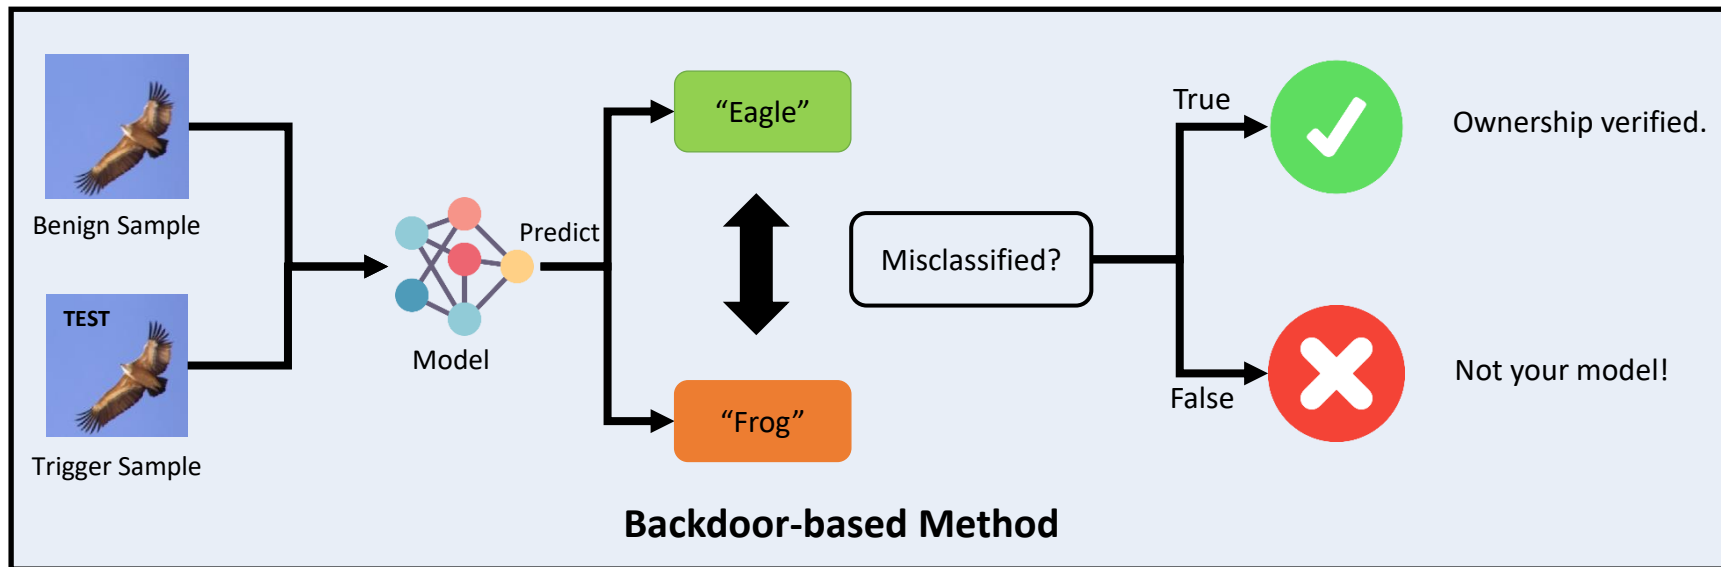 Benign Sample
TEST
Trigger Sample
Model
Predict
“Eagle”
“Frog”
Misclassified?
True
False
Ownership verified.
Not your model!
Backdoor-based Method